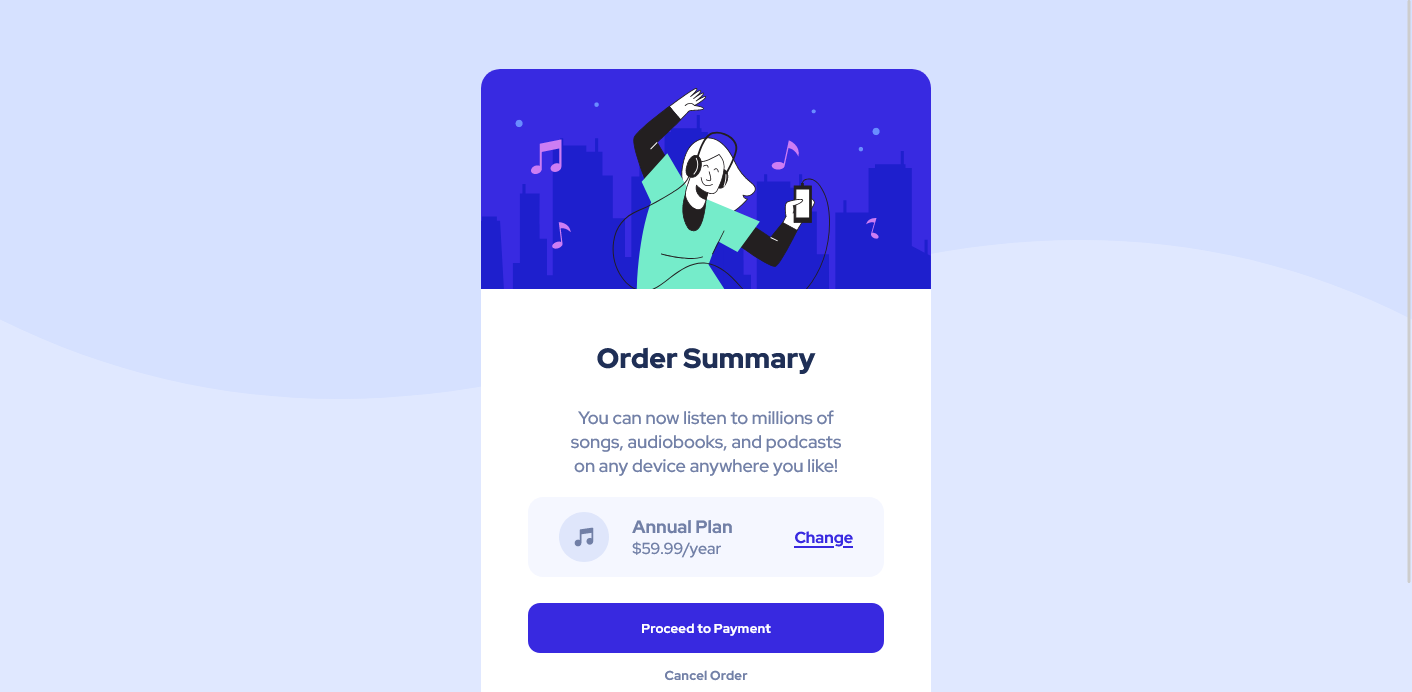 Order Summary
You can now listen to millions of
songs, audiobooks, and podcasts
on any device anywhere you like!
Annual Plan
$59.99/year
Change
Proceed to Payment
Cancel Order